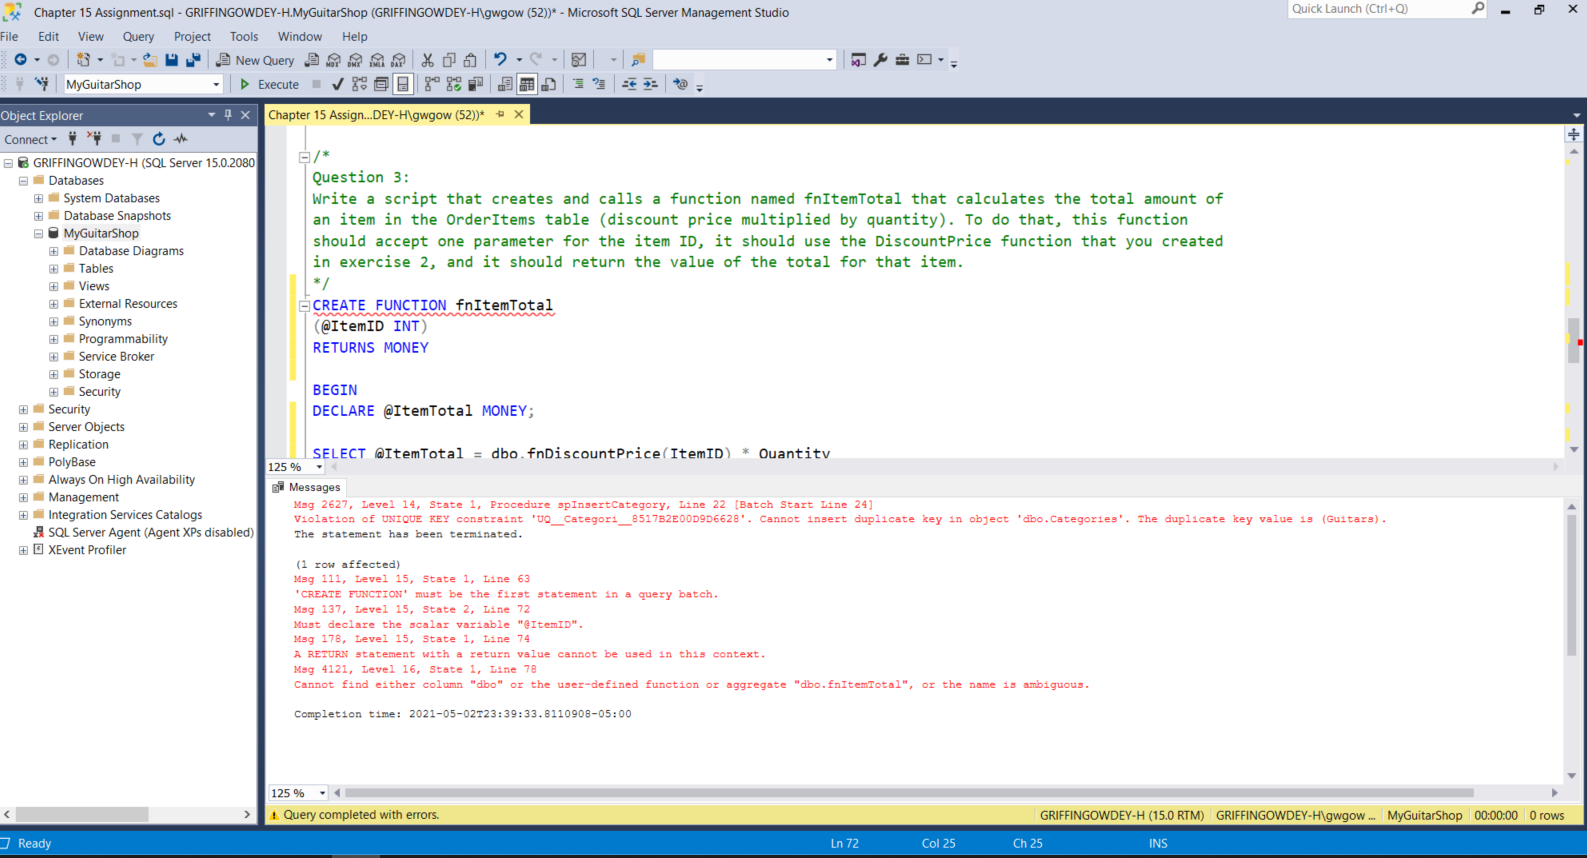 Chapter 15 Assignment.sql - GRIFFINGOWDEY-H.MyGuitarShop (GRIFFINGOWDEY-H\gwgow (52))* - Microsoft SQL Server Management Studio
Quick Launch (Ctrl+Q)
File Edit View Query Project Tools Window Help
New Query
MDX DMX XMLA DAX
MyGuitarShop
Execute
Object Explorer
Connect
GRIFFINGOWDEY-H (SQL Server 15.0.2080
Databases
System Databases
Database Snapshots
MyGuitarShop
Database Diagrams
Tables
Views
External Resources
Synonyms
Programmability
Service Broker
Storage
Security
Security
Server Objects
Replication
PolyBase
Always On High Availability
Management
Integration Services Catalogs
SQL Server Agent (Agent XPs disabled)
XEvent Profiler
Chapter 15 Assign...DEY-H\gwgow (52))*
/*
Question 3:
Write a script that creates and calls a function named fnItemTotal that calculates the total amount of
an item in the OrderItems table (discount price multiplied by quantity). To do that, this function
should accept one parameter for the item ID, it should use the DiscountPrice function that you created
in exercise 2, and it should return the value of the total for that item.
*/
CREATE FUNCTION fnItemTotal
(@ItemID INT)
RETURNS MONEY
BEGIN
DECLARE @ItemTotal MONEY;
SELECT @ItemTotal = dbo.fnDiscountPrice(ItemID) * Quantity
125 %
Messages
Msg 2627, Level 14, State 1, Procedure spInsertCategory, Line 22 [Batch Start Line 24]
Violation of UNIQUE KEY constraint 'UQ__Categori__8517B2E00D9D6628'. Cannot insert duplicate key in object 'dbo.Categories'. The duplicate key value is (Guitars).
The statement has been terminated.
(1 row affected)
Msg 111, Level 15, State 1, Line 63
'CREATE FUNCTION' must be the first statement in a query batch.
Msg 137, Level 15, State 2, Line 72
Must declare the scalar variable "@ItemID".
Msg 178, Level 15, State 1, Line 74
A RETURN statement with a return value cannot be used in this context.
Msg 4121, Level 16, State 1, Line 78
Cannot find either column "dbo" or the user-defined function or aggregate "dbo.fnItemTotal", or the name is ambiguous.
Completion time: 2021-05-02T23:39:33.8110908-05:00
125 %
Query completed with errors.
GRIFFINGOWDEY-H (15.0 RTM) GRIFFINGOWDEY-H\gwgow ... MyGuitarShop 00:00:00 0 rows
Ready
Ln 72 Col 25 Ch 25 INS